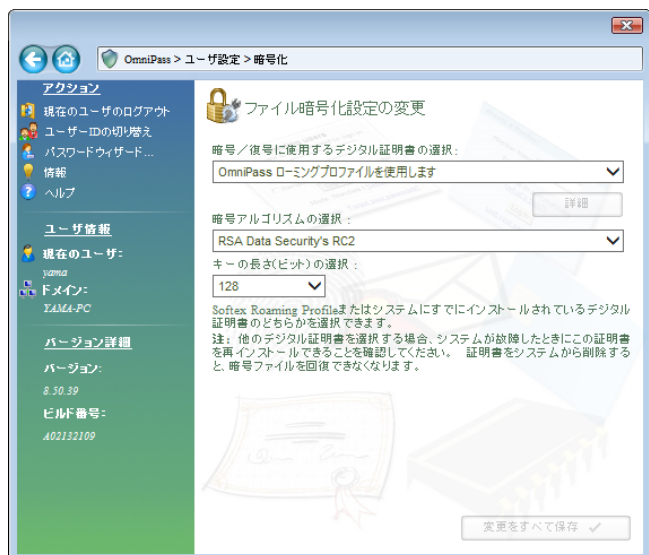 OmniPass > ユーザ設定 > 暗号化
アクション
現在のユーザのログアウト
ユーザーIDの切り替え
パスワードウィザード...
情報
ヘルプ
ユーザ情報
現在のユーザ:
yama
ドメイン:
YAMA-PC
バージョン詳細
バージョン:
8.50.39
ビルド番号:
A02132109
ファイル暗号化設定の変更
暗号／復号に使用するデジタル証明書の選択:
OmniPass ローミングプロファイルを使用します
詳細
暗号アルゴリズムの選択:
RSA Data Security's RC2
キーの長さ(ビット)の選択:
128
Softex Roaming Profileまたはシステムにすでにインストールされているデジタル
証明書のどちらかを選択できます。
注: 他のデジタル証明書を選択する場合、システムが故障したときにこの証明書
を再インストールできることを確認してください。 証明書をシステムから削除する
と、暗号ファイルを回復できなくなります。
変更をすべて保存